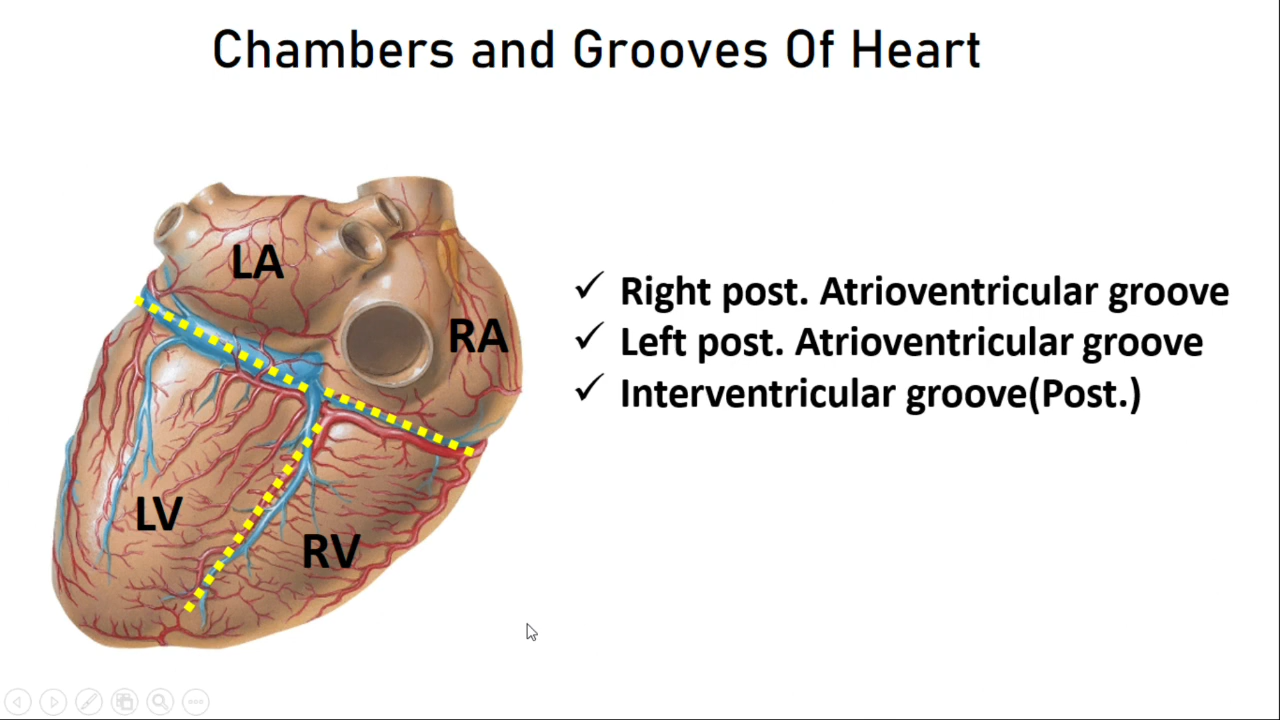 Chambers and Grooves Of Heart
LA
RA
LV
RV
✓ Right post. Atrioventricular groove
✓ Left post. Atrioventricular groove
✓ Interventricular groove(Post.)